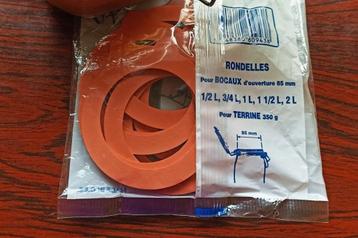 RONDELLES
Pour BOCAUX d'ouverture 85 mm
1/2 L, 3/4 L, 1 L, 1 1/2 L, 2 L
Pour TERRINE 350 g
85 mm